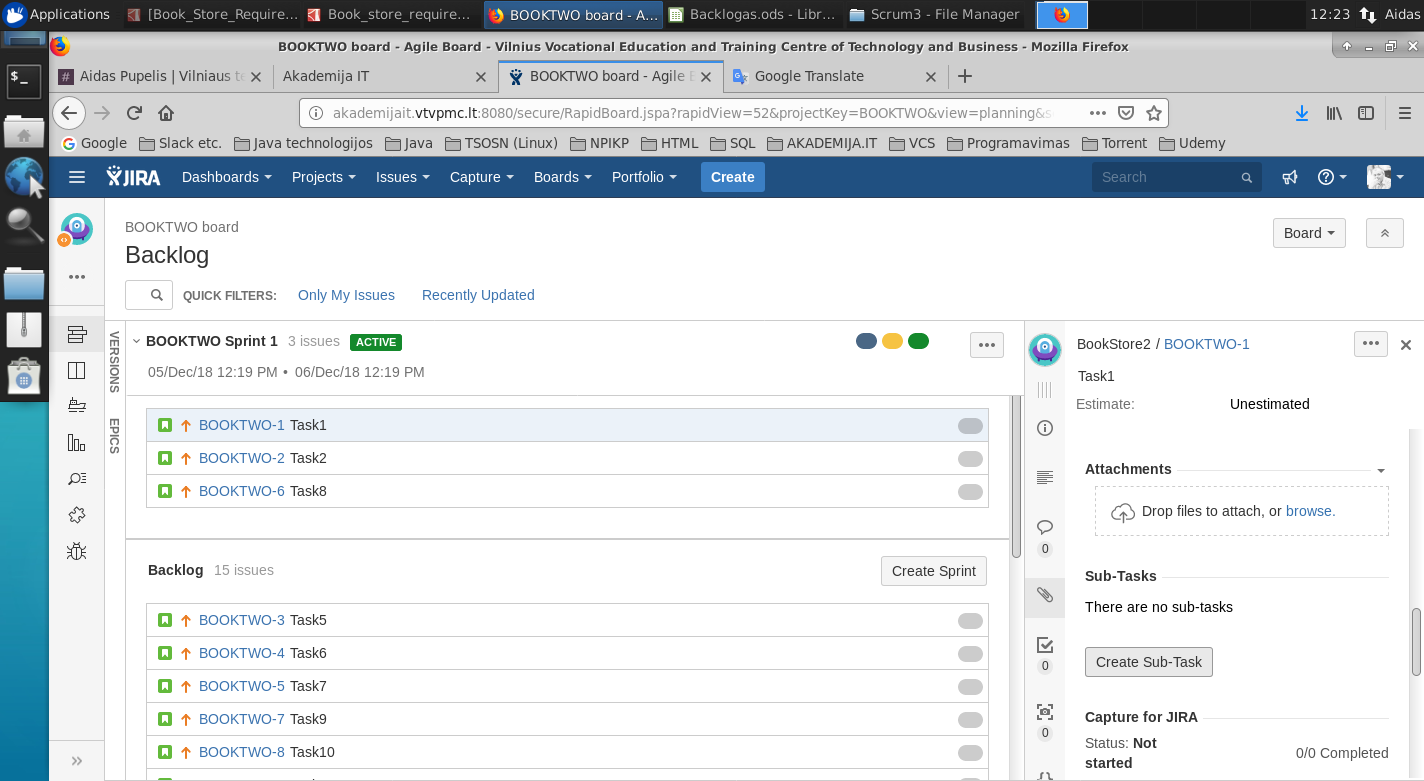 Applications
[Book_Store_Require…
Book_store_require…
BOOKTWO board - A…
Backlogas.ods - Libr…
Scrum3 - File Manager
12:23
Aidas
BOOKTWO board - Agile Board - Vilnius Vocational Education and Training Centre of Technology and Business - Mozilla Firefox
Aidas Pupelis | Vilniaus te
Akademija IT
BOOKTWO board - Agile B
Google Translate
akademijait.vtvpmc.lt:8080/secure/RapidBoard.jspa?rapidView=52&projectKey=BOOKTWO&view=planning&s
Google
Slack etc.
Java technologijos
Java
TSOSN (Linux)
NPIKP
HTML
SQL
AKADEMIJA.IT
VCS
Programavimas
Torrent
Udemy
JIRA
Dashboards
Projects
Issues
Capture
Boards
Portfolio
Create
Search
BOOKTWO board
Backlog
Board
QUICK FILTERS:
Only My Issues
Recently Updated
VERSIONS
EPICS
BOOKTWO Sprint 1
3 issues
ACTIVE
05/Dec/18 12:19 PM • 06/Dec/18 12:19 PM
BOOKTWO-1 Task1
BOOKTWO-2 Task2
BOOKTWO-6 Task8
Backlog
15 issues
Create Sprint
BOOKTWO-3 Task5
BOOKTWO-4 Task6
BOOKTWO-5 Task7
BOOKTWO-7 Task9
BOOKTWO-8 Task10
BookStore2 / BOOKTWO-1
Task1
Estimate:
Unestimated
0
0
0
Attachments
Drop files to attach, or browse.
Sub-Tasks
There are no sub-tasks
Create Sub-Task
Capture for JIRA
Status: Not
started
0/0 Completed